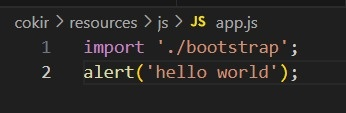 cokir > resources > js > JS app.js
1 import './bootstrap';
2 alert('hello world');